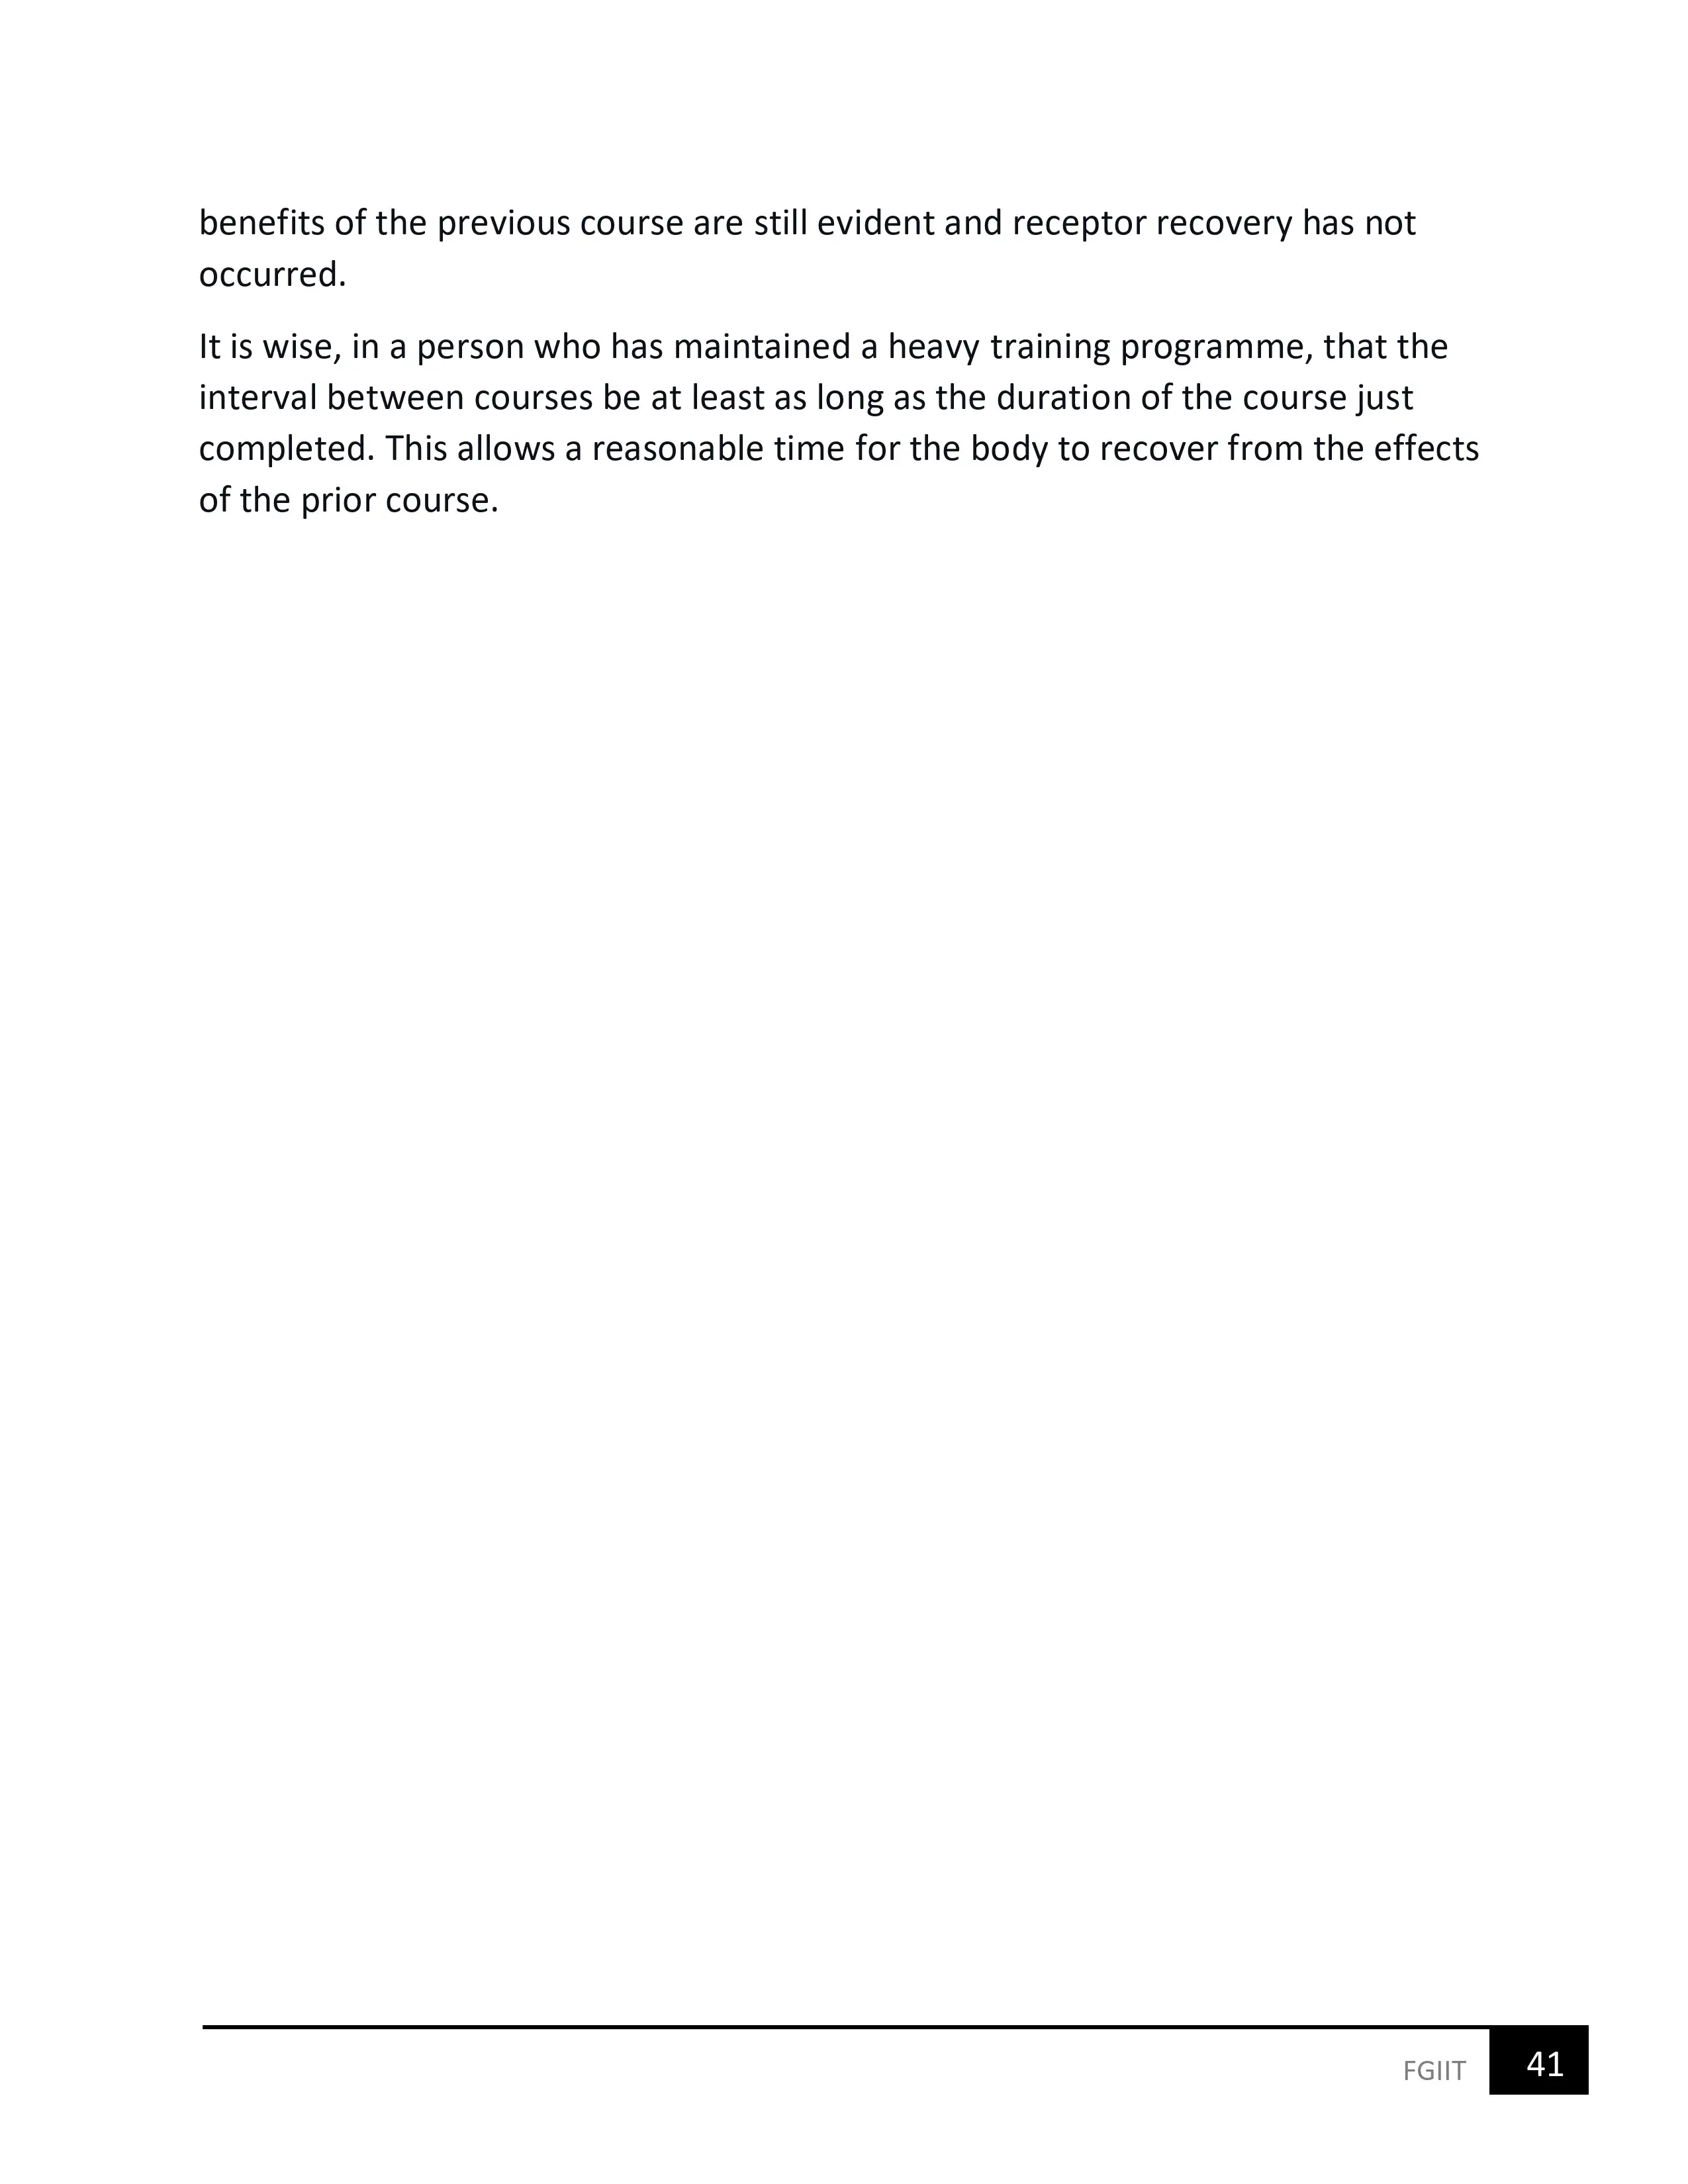 benefits of the previous course are still evident and receptor recovery has not
occurred.
It is wise, in a person who has maintained a heavy training programme, that the
interval between courses be at least as long as the duration of the course just
completed. This allows a reasonable time for the body to recover from the effects
of the prior course.
FGIIT 41